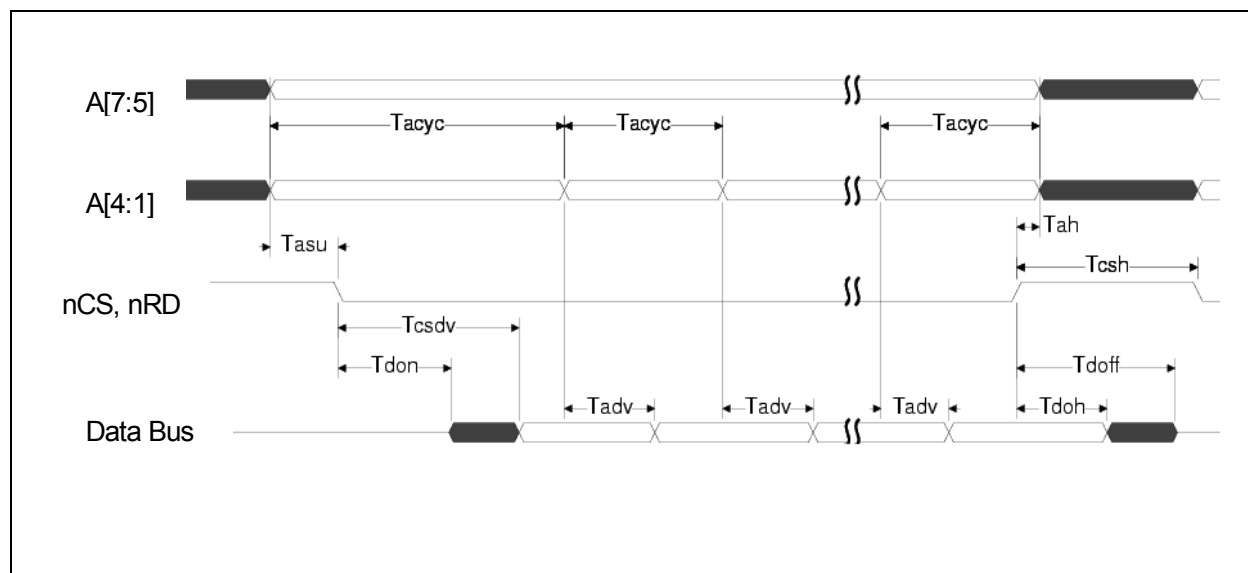 A[7:5]
Tacyc Tacyc Tacyc
A[4:1]
Tasu Tah
Tcsh
nCS, nRD
Tcsdv
Tdon Tdoff
Tadv Tadv Tadv Tdoh
Data Bus